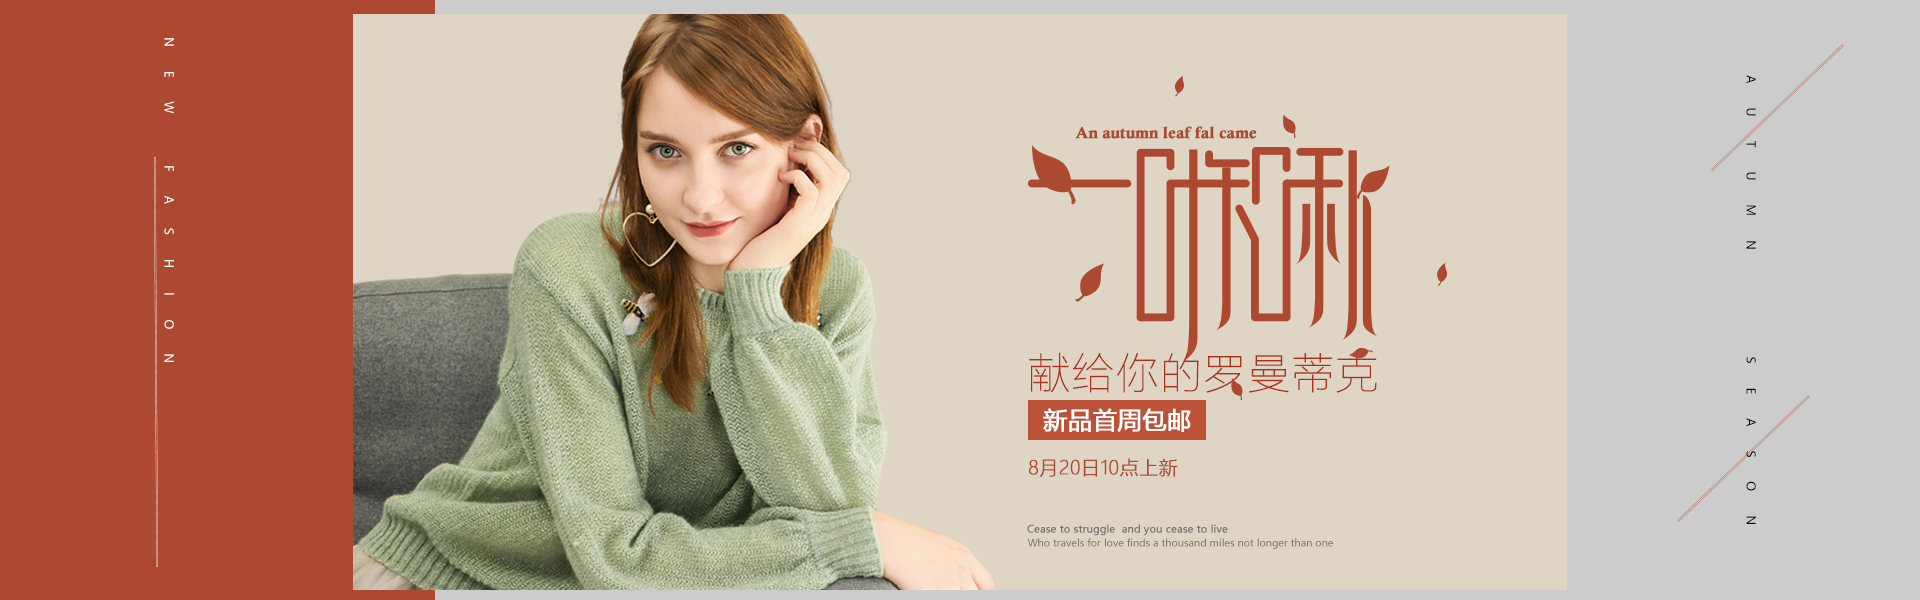 NEW FASHION
An autumn leaf fal came
一叶知秋
献给你的罗曼蒂克
新品首周包邮
8月20日10点上新
Cease to struggle  and you cease to live
Who travels for love finds a thousand miles not longer than one
AUTUMN
SEASON